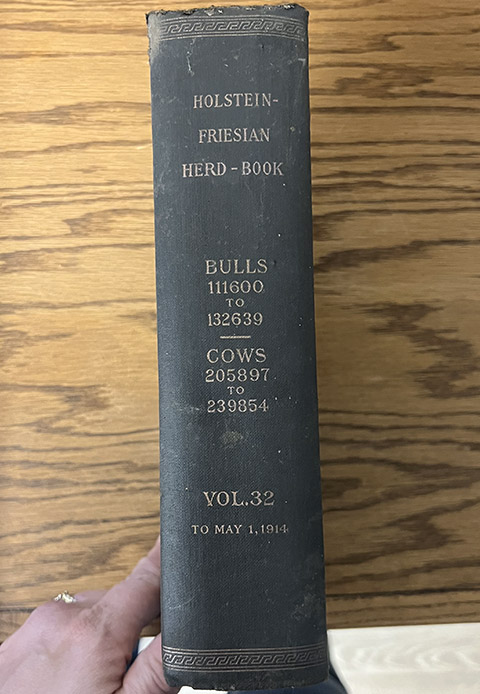 HOLSTEIN-
FRIESIAN
HERD-BOOK
BULLS
111600
TO
132639
COWS
205897
TO
239854
VOL.32
TO MAY 1, 1914